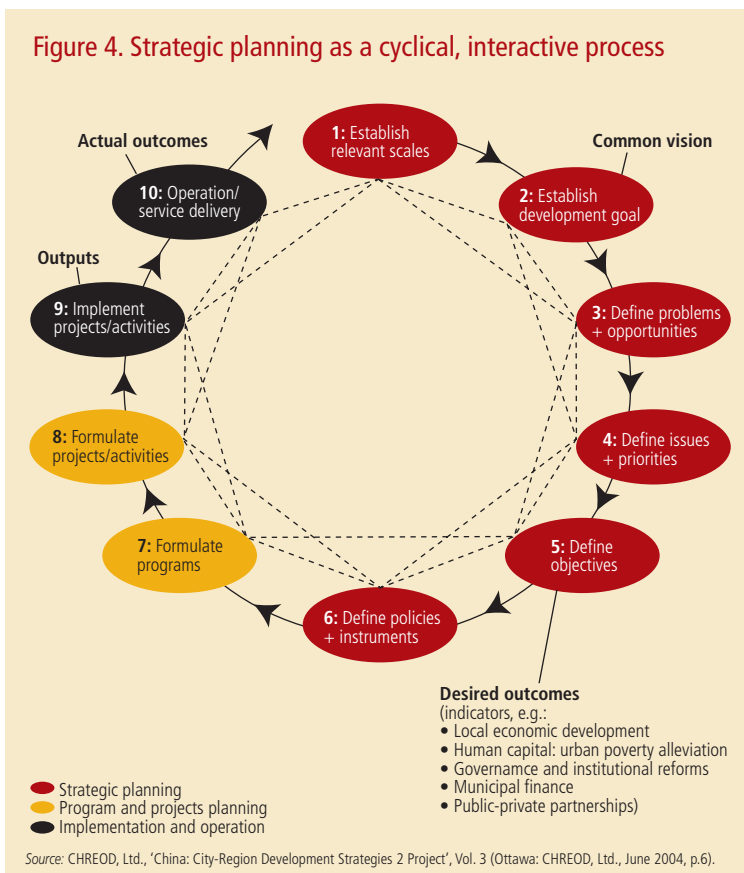 Figure 4. Strategic planning as a cyclical, interactive process
Actual outcomes
1: Establish
relevant scales
Common vision
10: Operation/
service delivery
2: Establish
development goal
Outputs
9: Implement
projects/activities
3: Define problems
+ opportunities
8: Formulate
projects/activities
4: Define issues
+ priorities
7: Formulate
programs
5: Define
objectives
6: Define policies
+ instruments
Desired outcomes
(indicators, e.g.:
• Local economic development
• Human capital: urban poverty alleviation
• Governamce and institutional reforms
• Municipal finance
• Public-private partnerships)
Strategic planning
Program and projects planning
Implementation and operation
Source: CHREOD, Ltd., 'China: City-Region Development Strategies 2 Project', Vol. 3 (Ottawa: CHREOD, Ltd., June 2004, p.6).